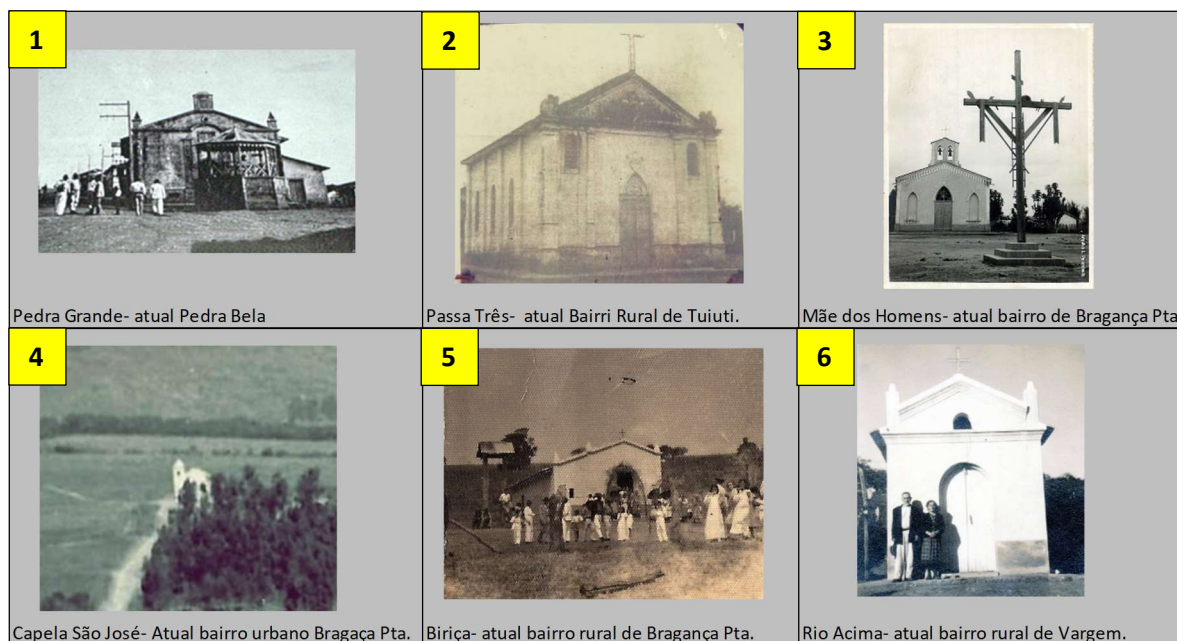 1
2
3
Pedra Grande- atual Pedra Bela
Passa Três- atual Bairri Rural de Tuiuti.
Mãe dos Homens- atual bairro de Bragança Pta
4
5
6
Capela São José- Atual bairro urbano Bragaça Pta.
Biriça- atual bairro rural de Bragança Pta.
Rio Acima- atual bairro rural de Vargem.